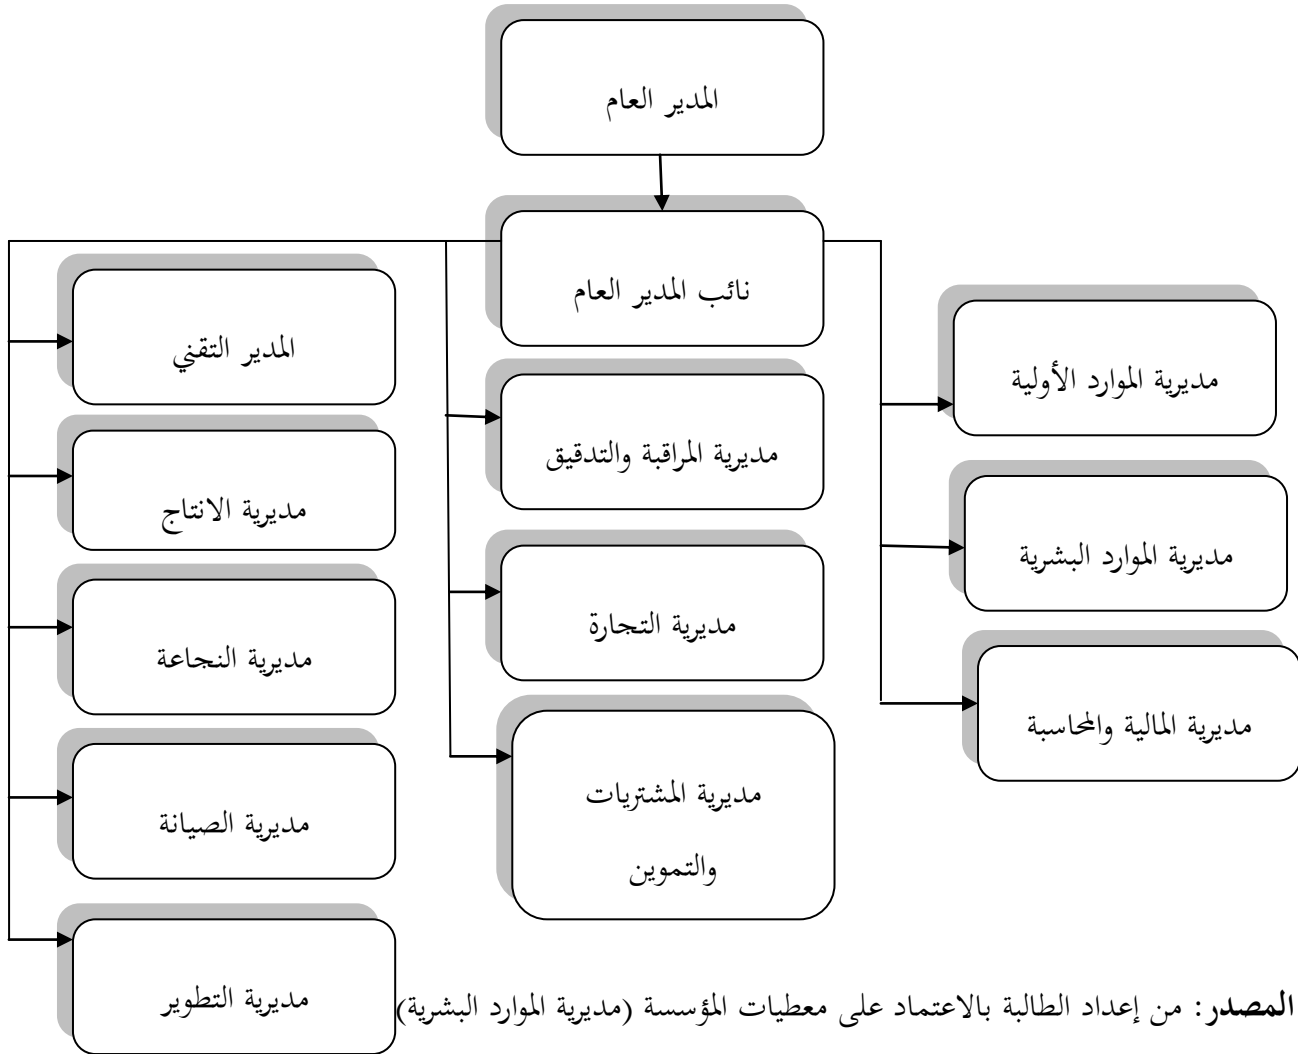 المدير العام
نائب المدير العام
مديرية الموارد الأولية
مديرية الموارد البشرية
مديرية المالية والمحاسبة
مديرية المراقبة والتدقيق
مديرية التجارة
مديرية المشتريات
والتموين
المدير التقني
مديرية الانتاج
مديرية النجاعة
مديرية الصيانة
مديرية التطوير
المصدر: من إعداد الطالبة بالاعتماد على معطيات المؤسسة (مديرية الموارد البشرية)